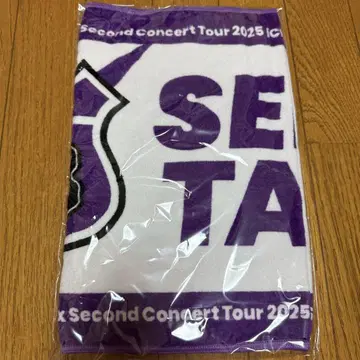 x Second Concert Tour 2025
SE
TA
x Second Concert Tour 2025